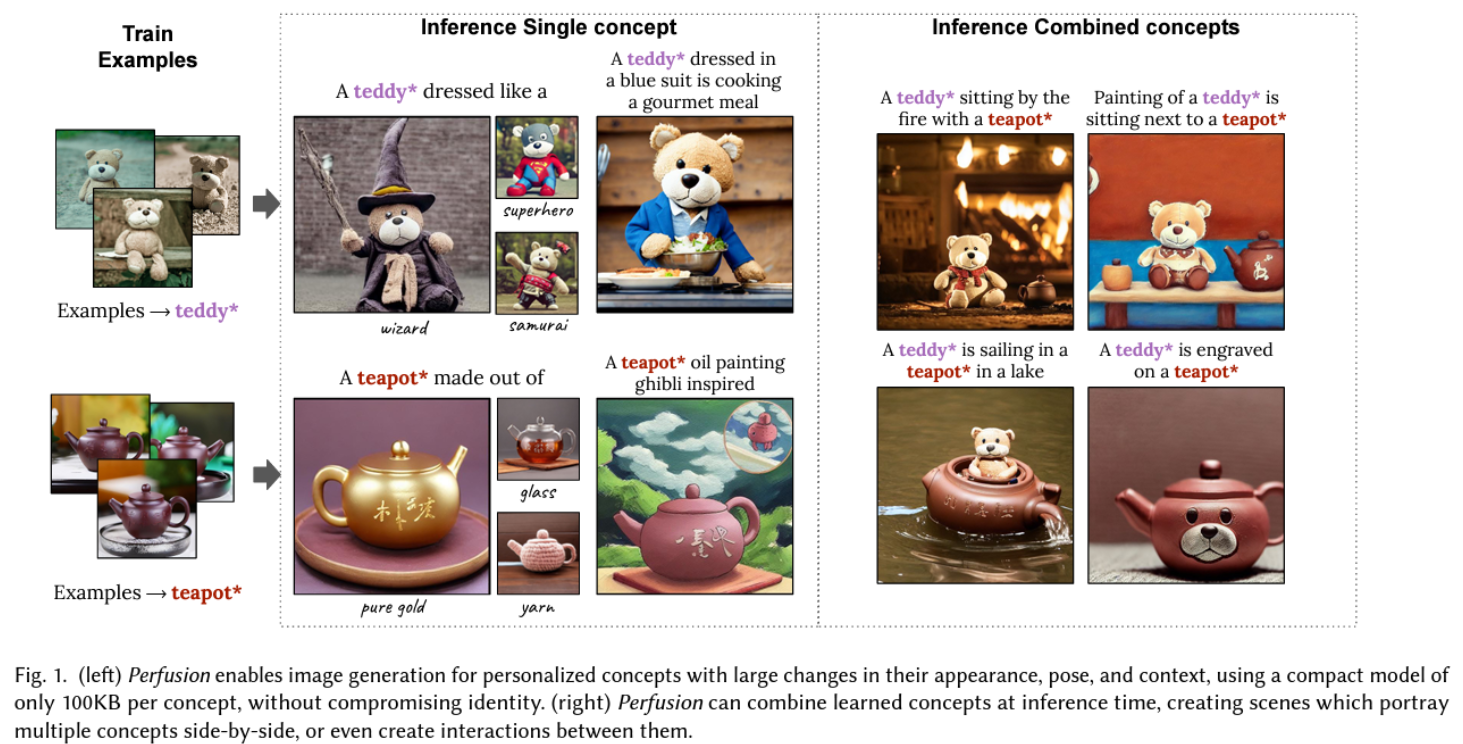 Train
Examples
Examples → teddy*
Examples → teapot*
Inference Single concept
A teddy* dressed like a
wizard
superhero
samurai
A teddy* dressed in
a blue suit is cooking
a gourmet meal
A teapot* made out of
pure gold
glass
yarn
A teapot* oil painting
ghibli inspired
Inference Combined concepts
A teddy* sitting by the
fire with a teapot*
Painting of a teddy* is
sitting next to a teapot*
A teddy* is sailing in a
teapot* in a lake
A teddy* is engraved
on a teapot*
Fig. 1. (left) Perfusion enables image generation for personalized concepts with large changes in their appearance, pose, and context, using a compact model of
only 100KB per concept, without compromising identity. (right) Perfusion can combine learned concepts at inference time, creating scenes which portray
multiple concepts side-by-side, or even create interactions between them.